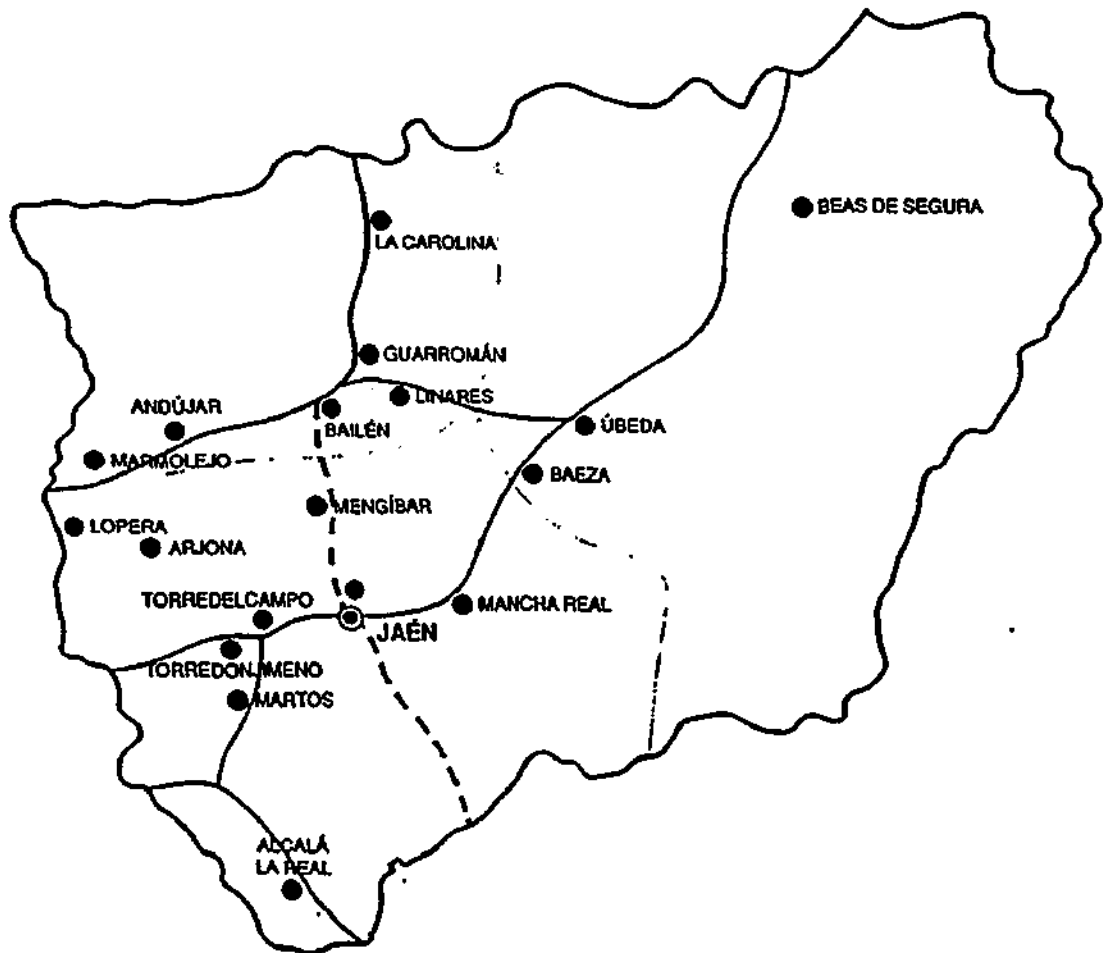 BEAS DE SEGURA
LA CAROLINA
GUARROMÁN
LINARES
ANDÚJAR
BAILÉN
ÚBEDA
MARMOLEJO
BAEZA
MENGÍBAR
LOPERA
ARJONA
TORREDELCAMPO
MANCHA REAL
JAÉN
TORREDONJIMENO
MARTOS
ALCALÁ
LA REAL